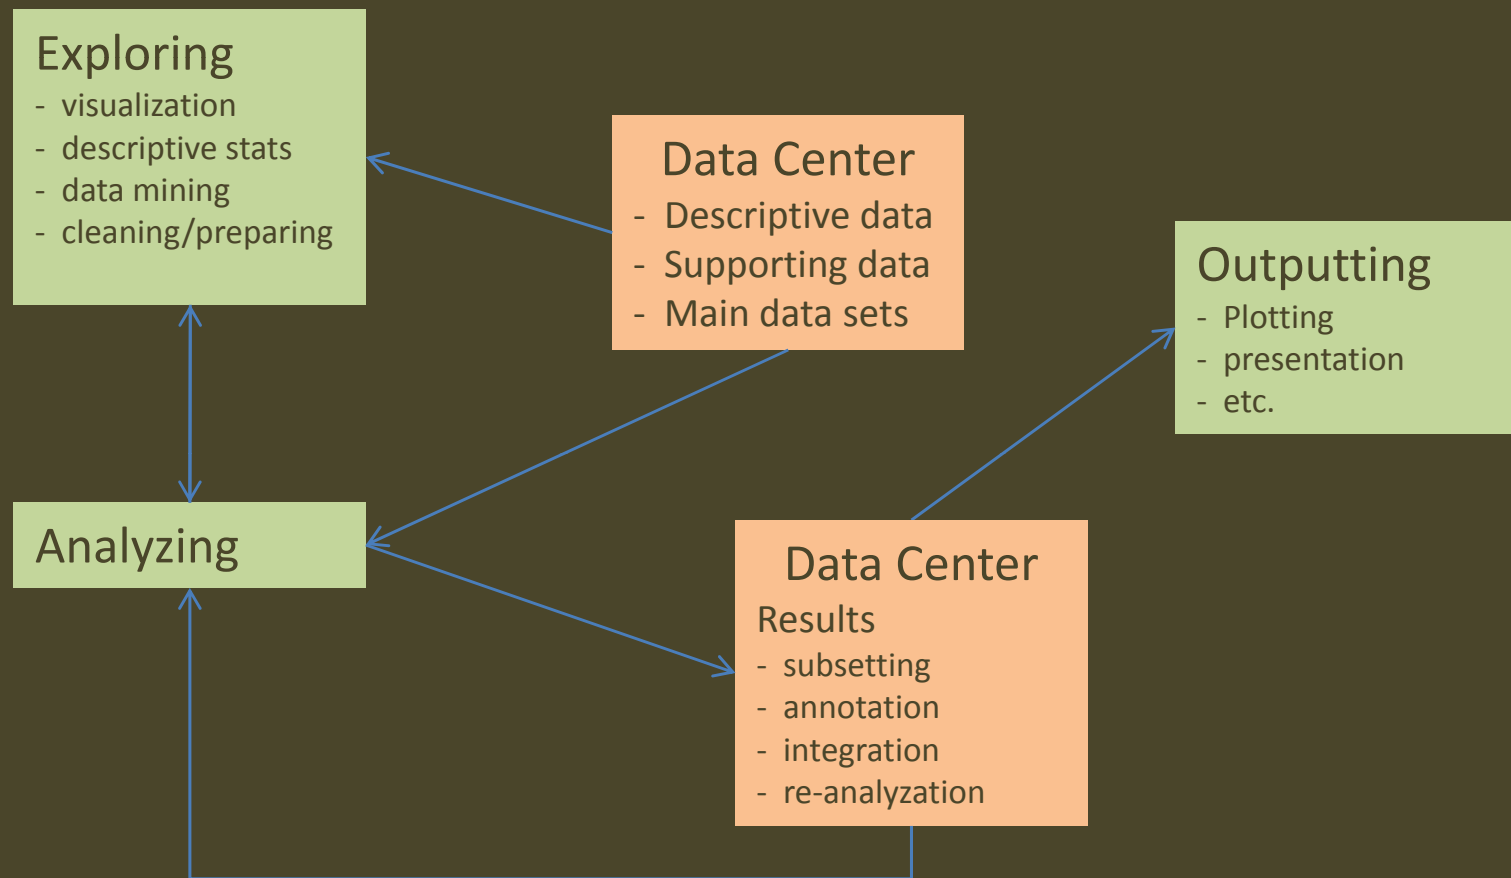 Exploring
- visualization
- descriptive stats
- data mining
- cleaning/preparing
Data Center
- Descriptive data
- Supporting data
- Main data sets
Outputting
- Plotting
- presentation
- etc.
Analyzing
Data Center
Results
- subsetting
- annotation
- integration
- re-analyzation